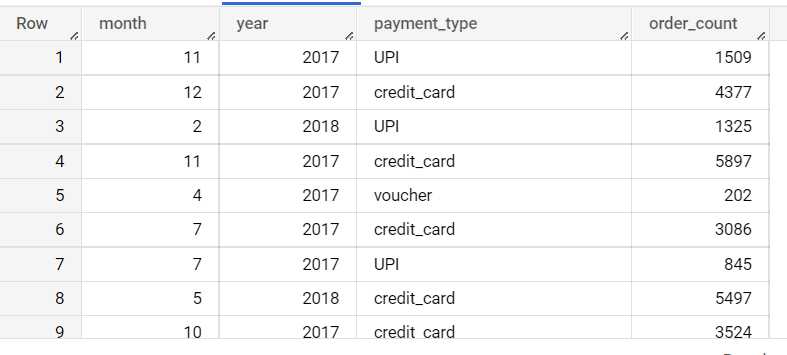 Row month year payment_type order_count
1 11 2017 UPI 1509
2 12 2017 credit_card 4377
3 2 2018 UPI 1325
4 11 2017 credit_card 5897
5 4 2017 voucher 202
6 7 2017 credit_card 3086
7 7 2017 UPI 845
8 5 2018 credit_card 5497
9 10 2017 credit_card 3524